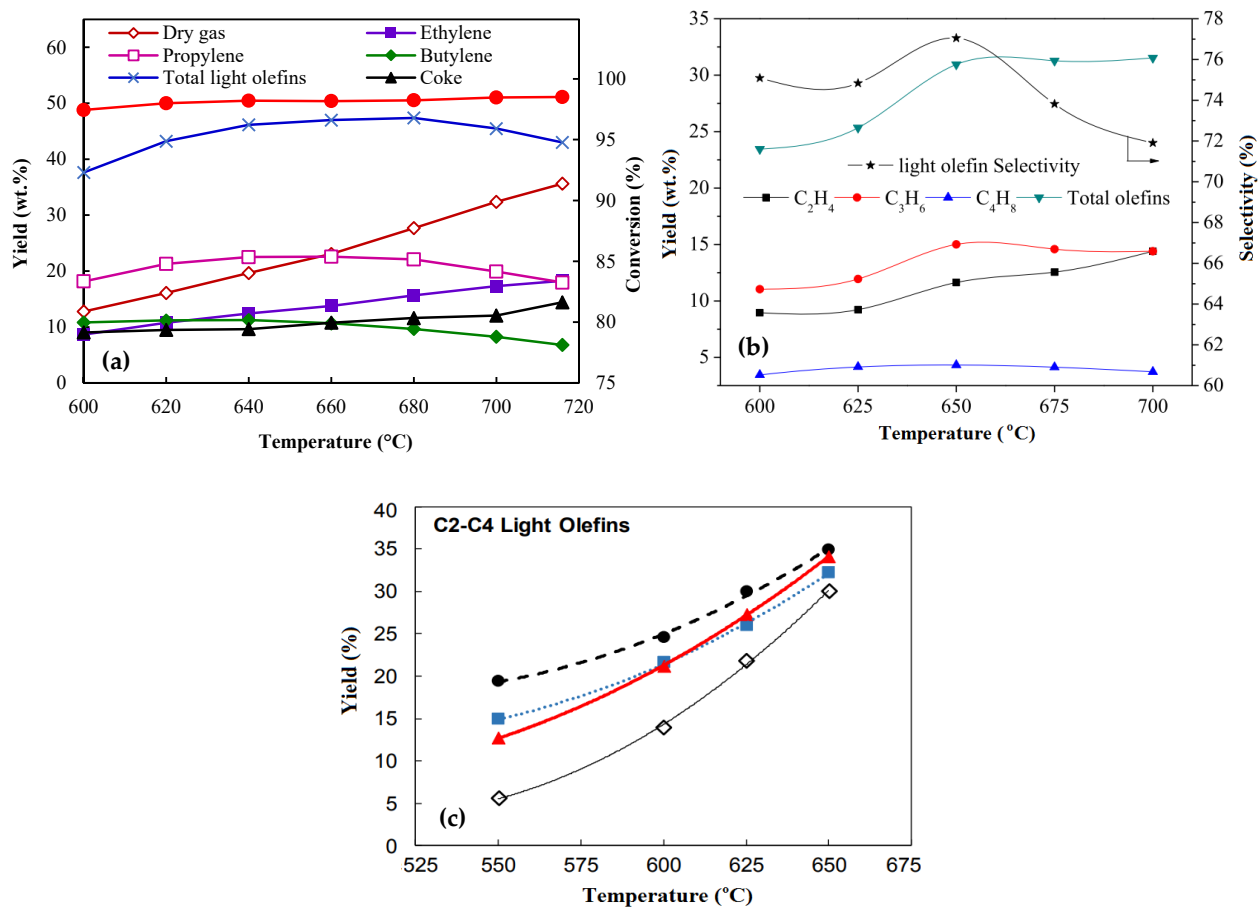 Dry gas
Ethylene
Propylene
Butylene
Total light olefins
Coke
60
50
40
30
20
10
0
Yield (wt.%)
100
95
90
85
80
75
Conversion (%)
(a)
600 620 640 660 680 700 720
Temperature (°C)
35
30
25
20
15
10
5
Yield (wt.%)
78
76
74
72
70
68
66
64
62
61
60
Selectivity (%)
light olefin Selectivity
C₂H₄ C₃H₆ C₄H₈ Total olefins
(b)
600 625 650 675 700
Temperature (°C)
C2-C4 Light Olefins
40
35
30
25
20
15
10
5
0
Yield (%)
(c)
525 550 575 600 625 650 675
Temperature (°C)